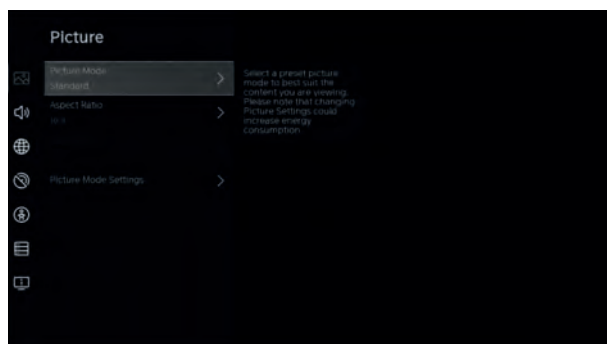 Picture
Picture Mode
Standard
Aspect Ratio
Picture Mode Settings
Select a preset picture
mode to best suit the
content you are viewing.
Please note that changing
Picture Settings could
increase energy
consumption